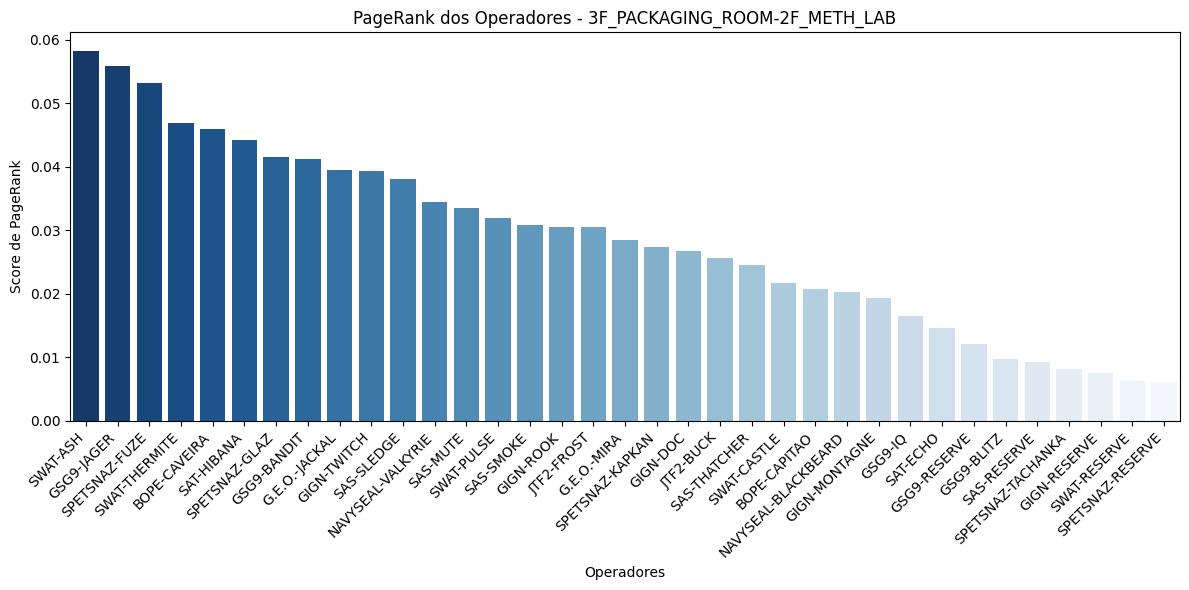 PageRank dos Operadores - 3F_PACKAGING_ROOM-2F_METH_LAB
Score de PageRank
0.06
0.05
0.04
0.03
0.02
0.01
0.00
SWAT-ASH
GSG9-JAGER
SPETSNAZ-FUZE
SWAT-THERMITE
BOPE-CAVEIRA
SAT-HIBANA
SPETSNAZ-GLAZ
GSG9-BANDIT
G.E.O.-JACKAL
GIGN-TWITCH
SAS-SLEDGE
NAVYSEAL-VALKYRIE
SAS-MUTE
SWAT-PULSE
SAS-SMOKE
GIGN-ROOK
JTF2-FROST
G.E.O.-MIRA
SPETSNAZ-KAPKAN
GIGN-DOC
JTF2-BUCK
SAS-THATCHER
SWAT-CASTLE
BOPE-CAPITAO
NAVYSEAL-BLACKBEARD
GIGN-MONTAGNE
GSG9-IQ
SAT-ECHO
GSG9-RESERVE
GSG9-BLITZ
SAS-RESERVE
SPETSNAZ-TACHANKA
GIGN-RESERVE
SWAT-RESERVE
SPETSNAZ-RESERVE
Operadores